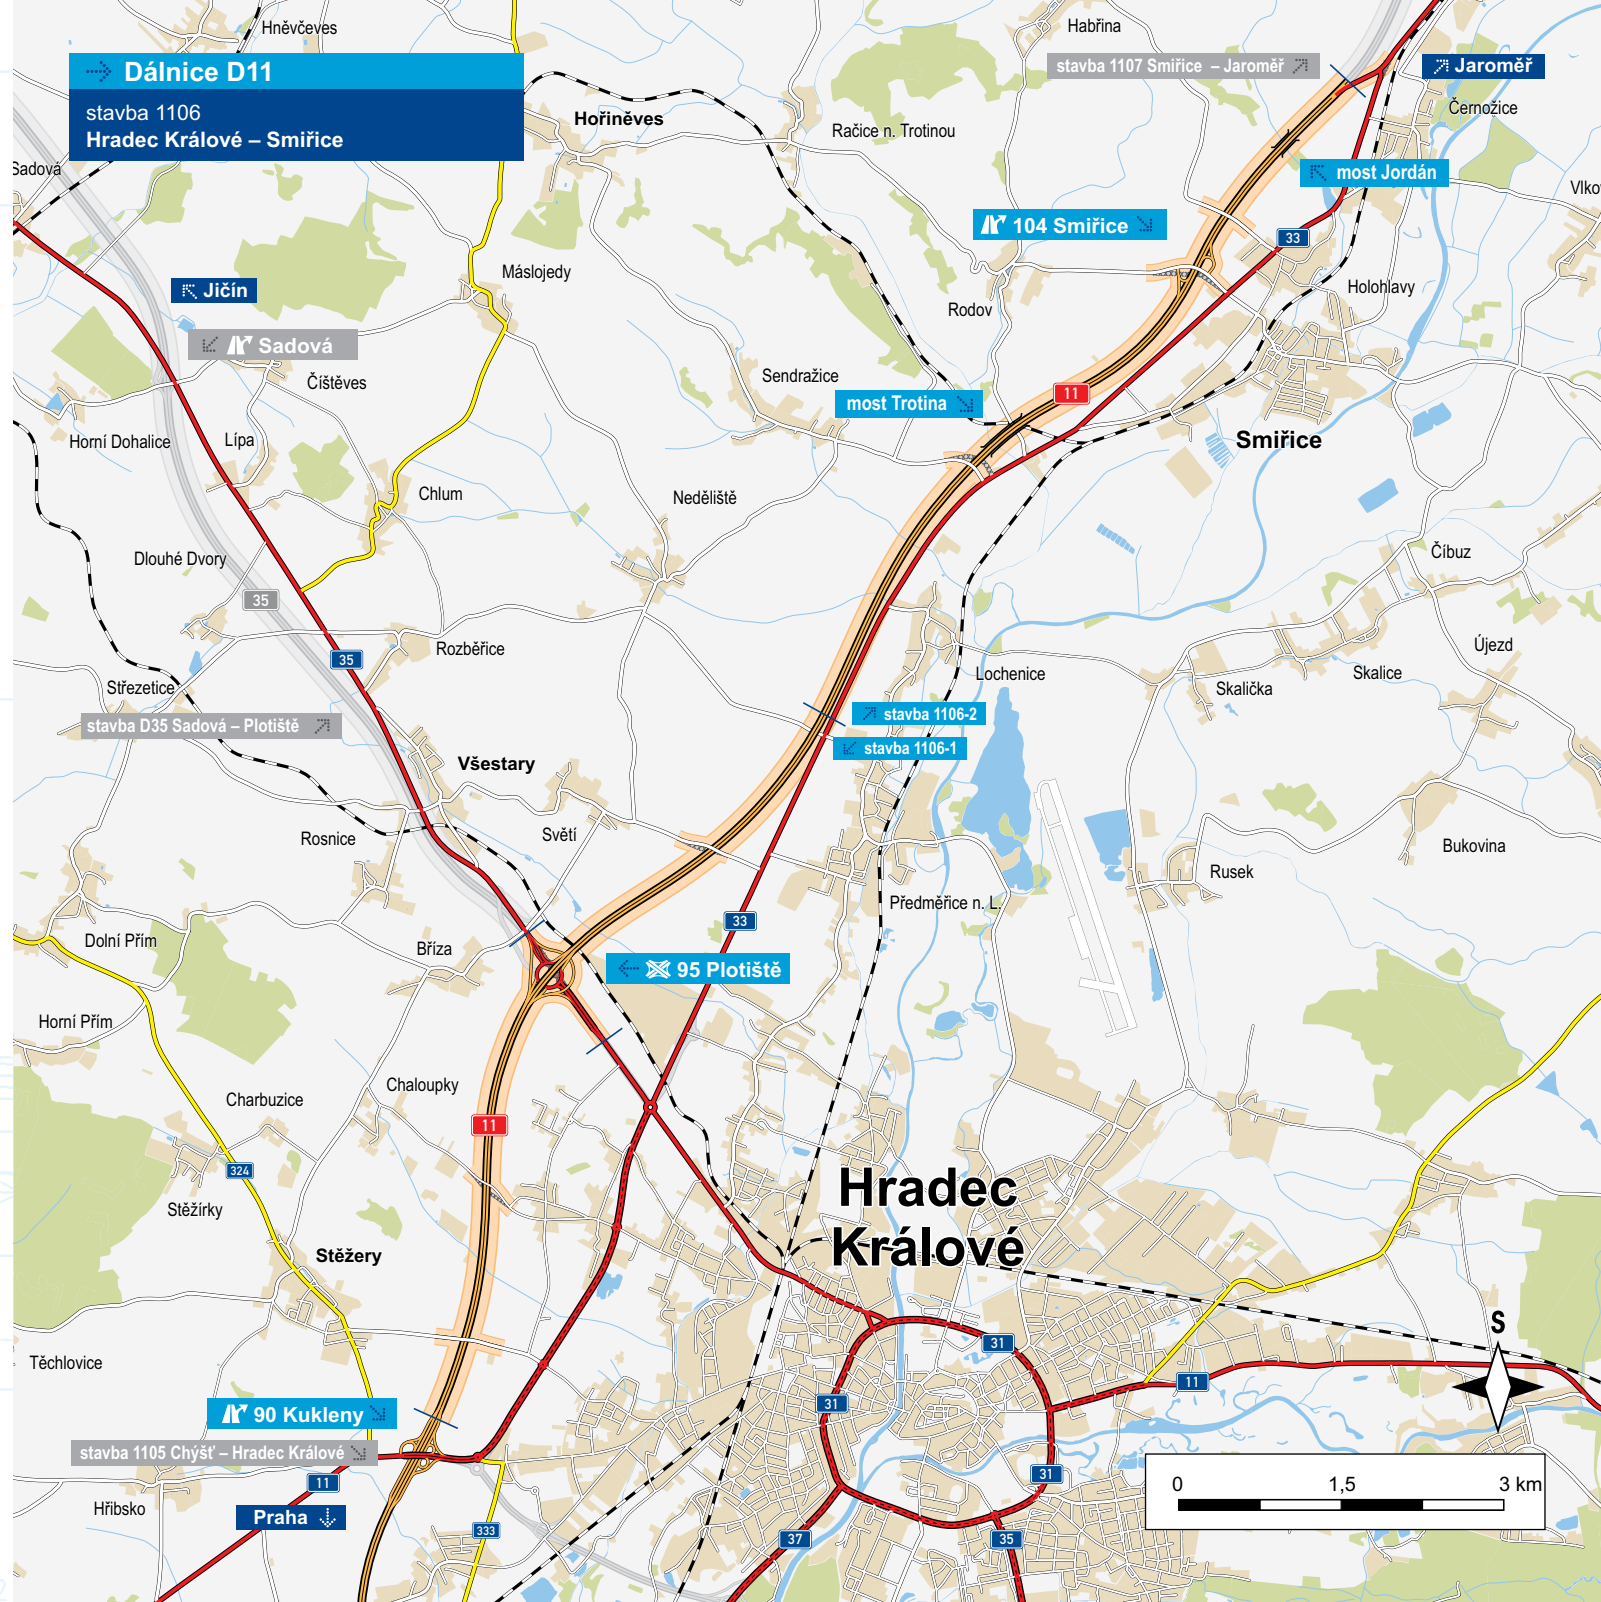 Hněvčeves
Habřina
Dálnice D11
stavba 1106
Hradec Králové – Smiřice
stavba 1107 Smiřice – Jaroměř
Jaroměř
Černožice
Hořiněves
Račice n. Trotinou
Sadová
most Jordán
Vlko
104 Smiřice
33
Máslojedy
Jičín
Holohlavy
Rodov
Sadová
Číštěves
Sendražice
11
most Trotina
Horní Dohalice
Lípa
Smiřice
Chlum
Neděliště
Dlouhé Dvory
Číbuz
35
Rozběřice
35
Újezd
Lochenice
Skalice
Skalička
Střezetice
stavba D35 Sadová – Plotiště
stavba 1106-2
stavba 1106-1
Všestary
Rosnice
Světí
Bukovina
Rusek
Předměřice n. L.
33
Dolní Přím
Bříza
95 Plotiště
Horní Přím
Chaloupky
Charbuzice
11
324
Hradec
Králové
Stěžírky
Stěžery
S
31
Těchlovice
11
31
90 Kukleny
stavba 1105 Chýšť – Hradec Králové
11
31
0 1,5 3 km
Hřibsko
Praha
333
37
35